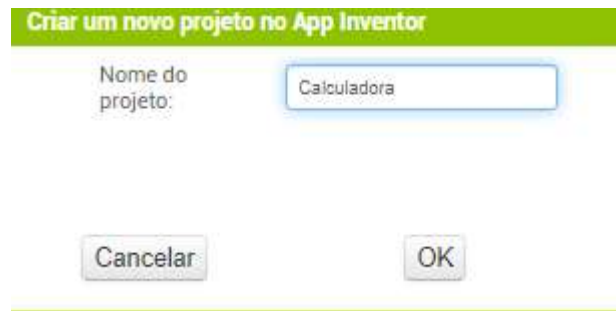 Criar um novo projeto no App Inventor
Nome do
projeto:
Calculadora
Cancelar
OK